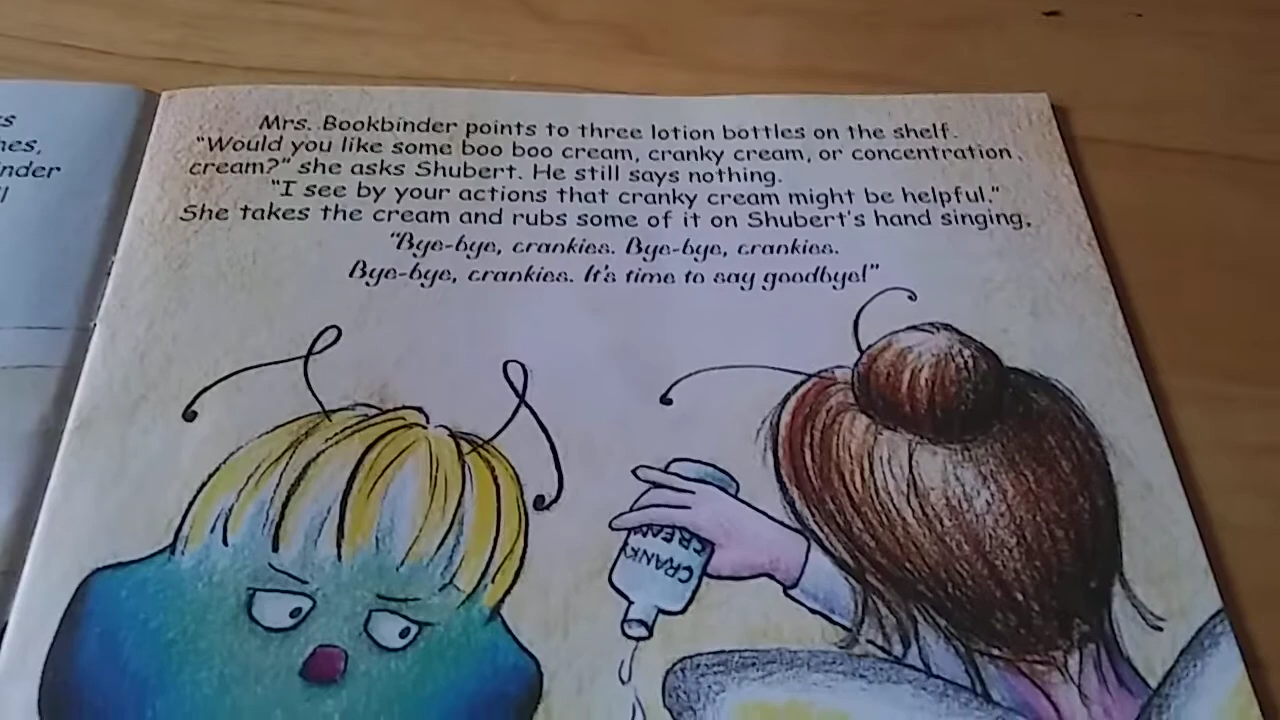 s
nes,
nder
Mrs. Bookbinder points to three lotion bottles on the shelf.
"Would you like some boo boo cream, cranky cream, or concentration
cream?" she asks Shubert. He still says nothing.
"I see by your actions that cranky cream might be helpful."
She takes the cream and rubs some of it on Shubert's hand singing,
"Bye-bye, crankies. Bye-bye, crankies.
Bye-bye, crankies. It's time to say goodbye!"
CRANKY
CREAM